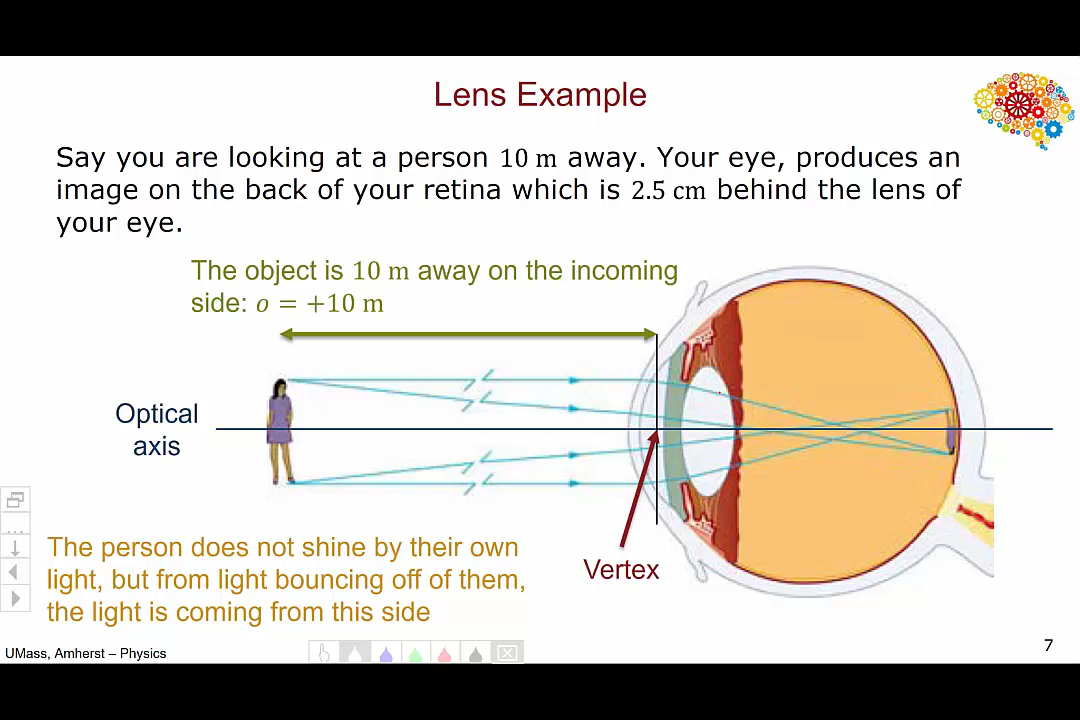 Lens Example
Say you are looking at a person 10 m away. Your eye, produces an
image on the back of your retina which is 2.5 cm behind the lens of
your eye.
The object is 10 m away on the incoming
side: o = +10 m
Optical
axis
The person does not shine by their own
light, but from light bouncing off of them,
the light is coming from this side
Vertex
UMass, Amherst – Physics
7